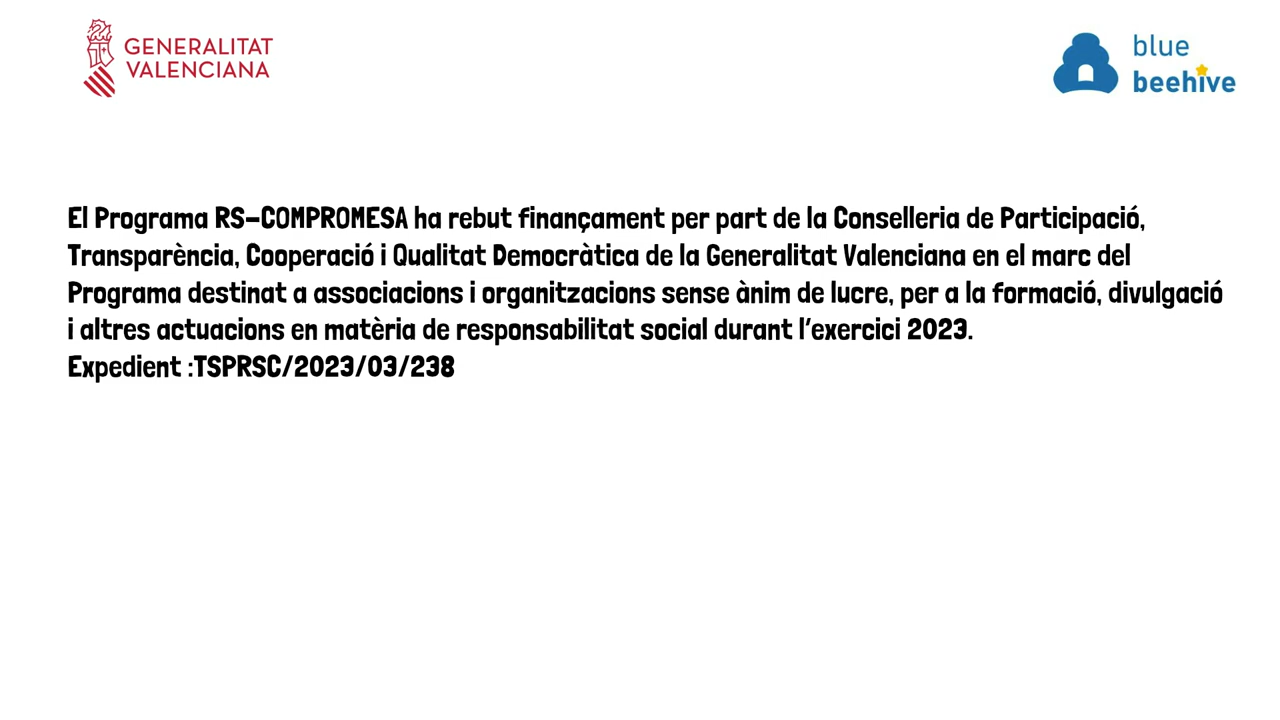 GENERALITAT
VALENCIANA
blue
beehive
El Programa RS-COMPROMESA ha rebut finançament per part de la Conselleria de Participació,
Transparència, Cooperació i Qualitat Democràtica de la Generalitat Valenciana en el marc del
Programa destinat a associacions i organitzacions sense ànim de lucre, per a la formació, divulgació
i altres actuacions en matèria de responsabilitat social durant l'exercici 2023.
Expedient :TSPRSC/2023/03/238